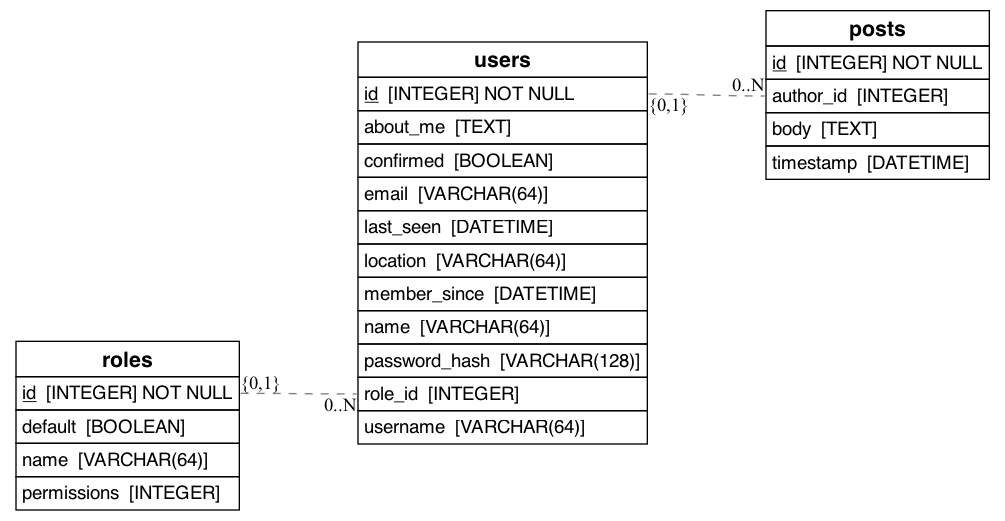 posts
id [INTEGER] NOT NULL
author_id [INTEGER]
body [TEXT]
timestamp [DATETIME]
0..N
{0,1}
users
id [INTEGER] NOT NULL
about_me [TEXT]
confirmed [BOOLEAN]
email [VARCHAR(64)]
last_seen [DATETIME]
location [VARCHAR(64)]
member_since [DATETIME]
name [VARCHAR(64)]
password_hash [VARCHAR(128)]
role_id [INTEGER]
username [VARCHAR(64)]
{0,1}
0..N
roles
id [INTEGER] NOT NULL
default [BOOLEAN]
name [VARCHAR(64)]
permissions [INTEGER]